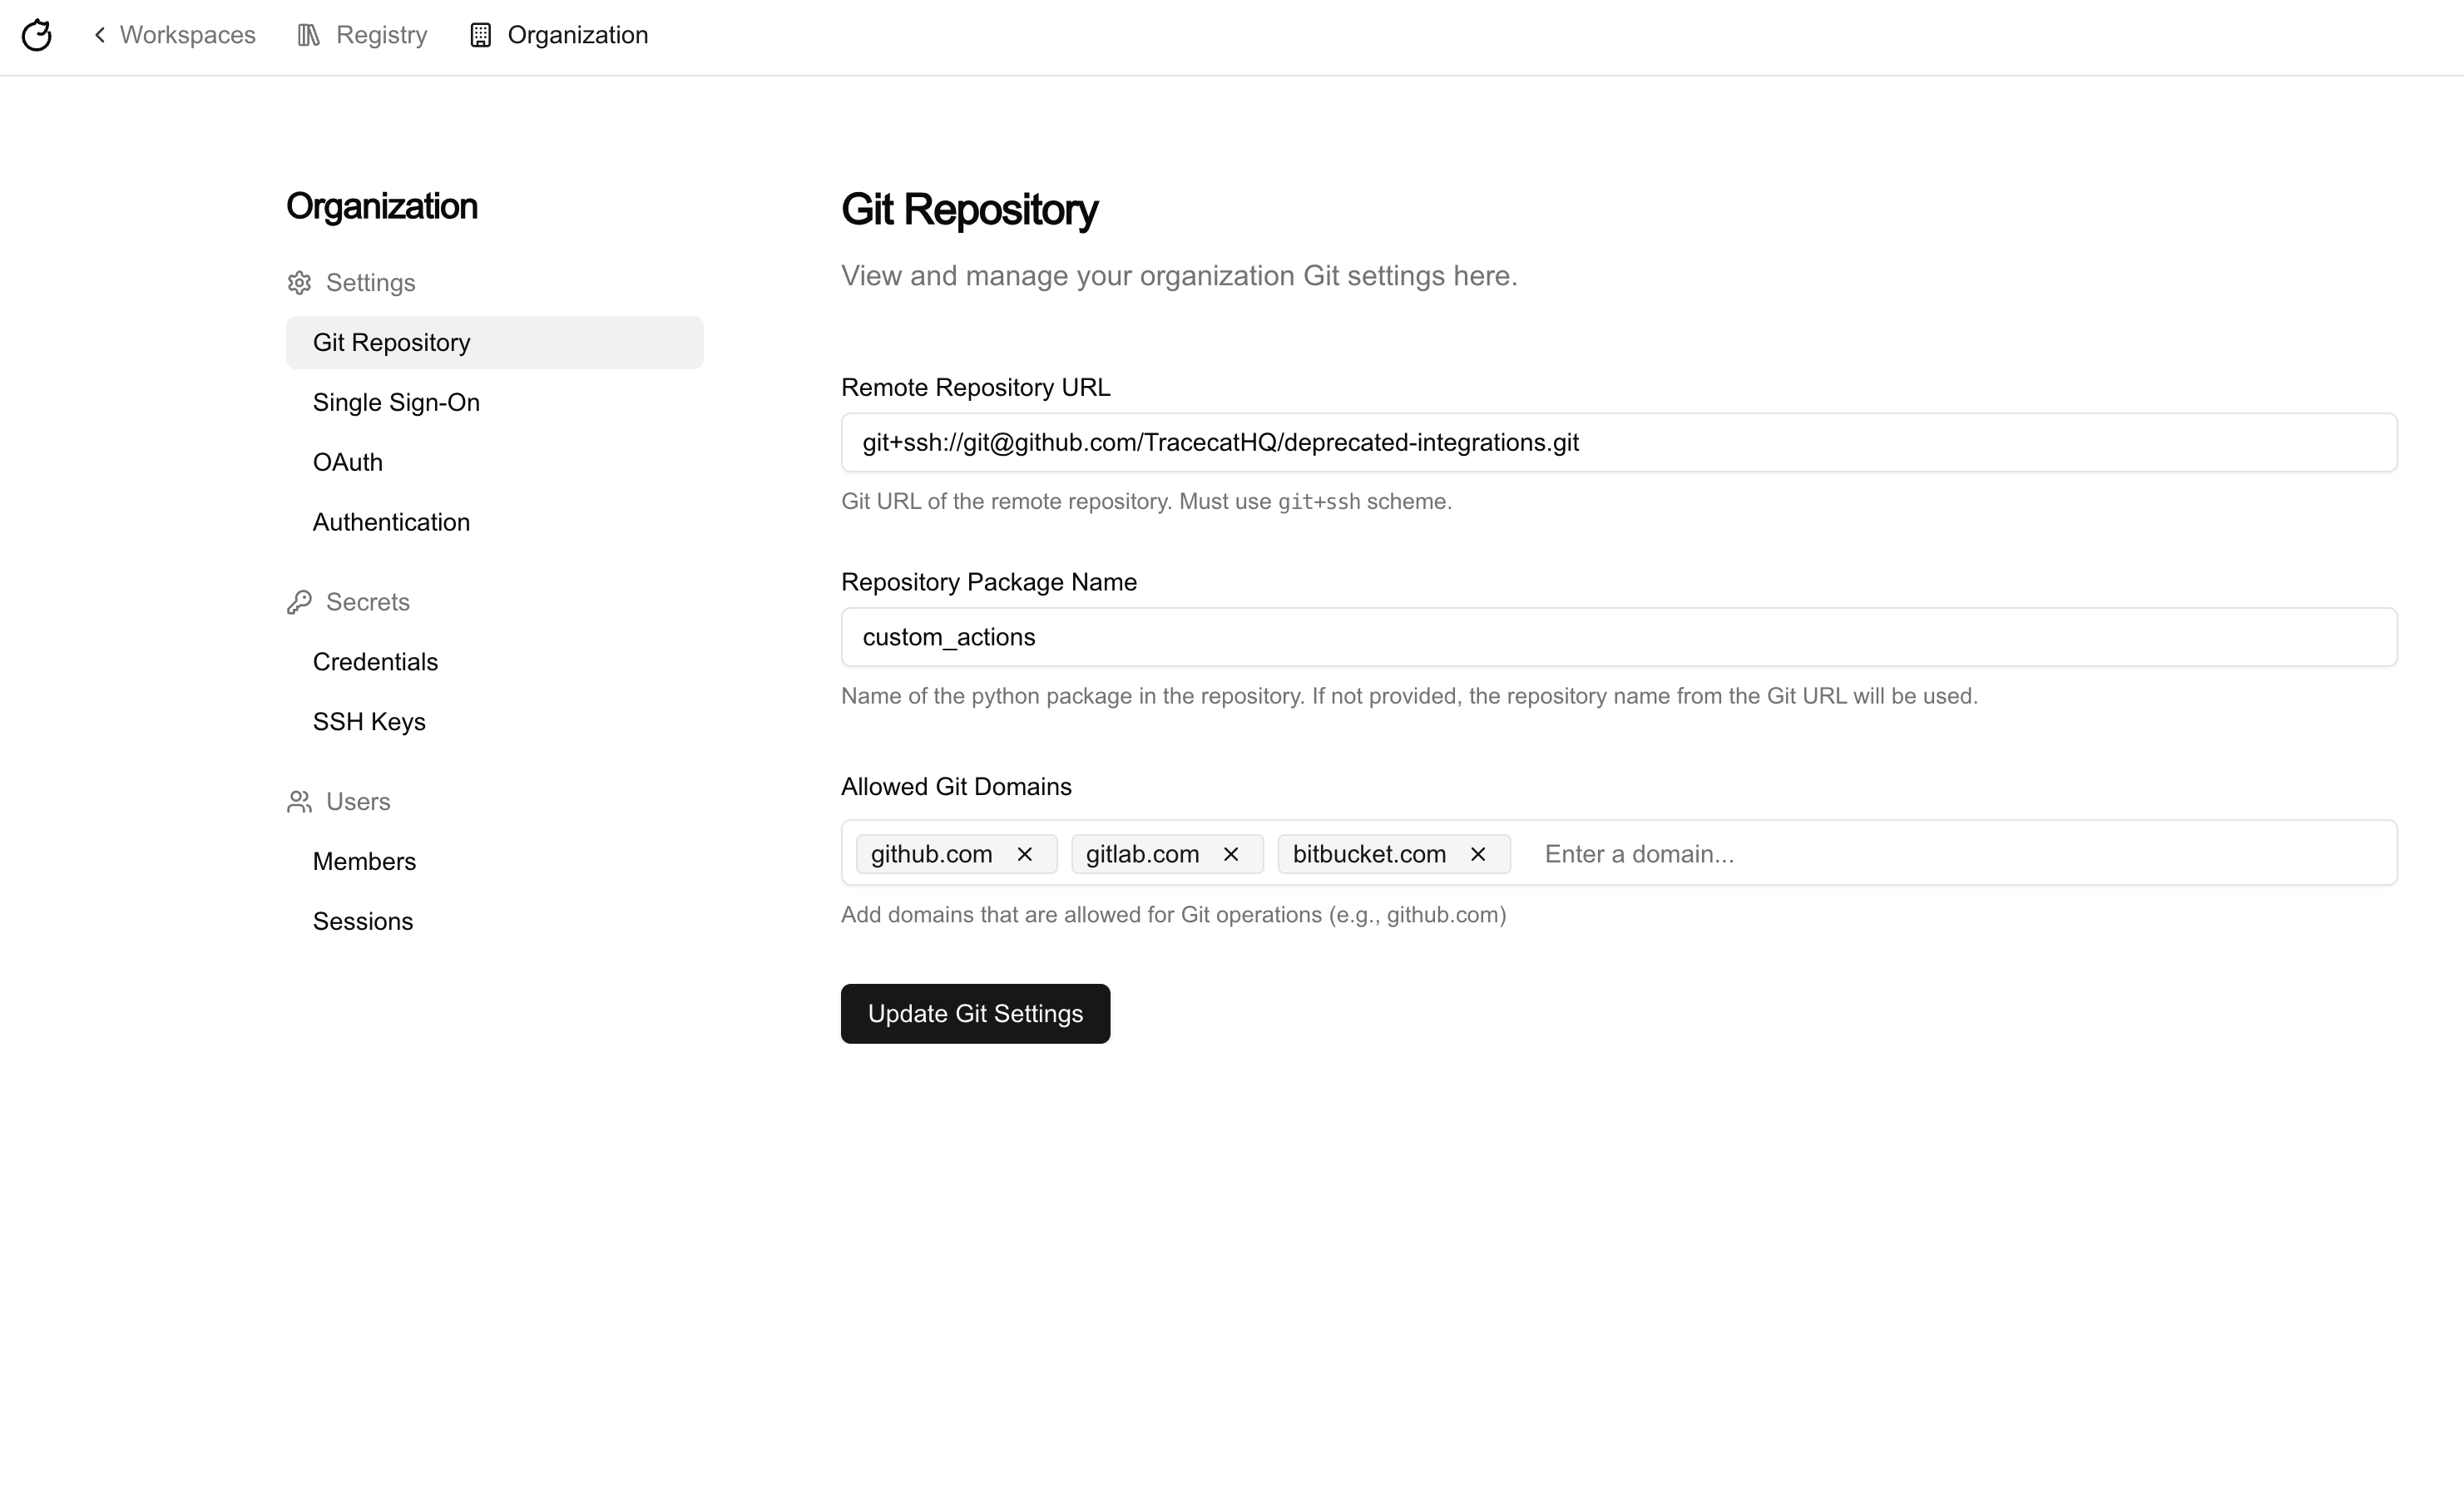 Workspaces Registry Organization
Organization
Settings
Git Repository
Single Sign-On
OAuth
Authentication
Secrets
Credentials
SSH Keys
Users
Members
Sessions
Git Repository
View and manage your organization Git settings here.
Remote Repository URL
git+ssh://git@github.com/TracecatHQ/deprecated-integrations.git
Git URL of the remote repository. Must use git+ssh scheme.
Repository Package Name
custom_actions
Name of the python package in the repository. If not provided, the repository name from the Git URL will be used.
Allowed Git Domains
github.com gitlab.com bitbucket.com Enter a domain...
Add domains that are allowed for Git operations (e.g., github.com)
Update Git Settings